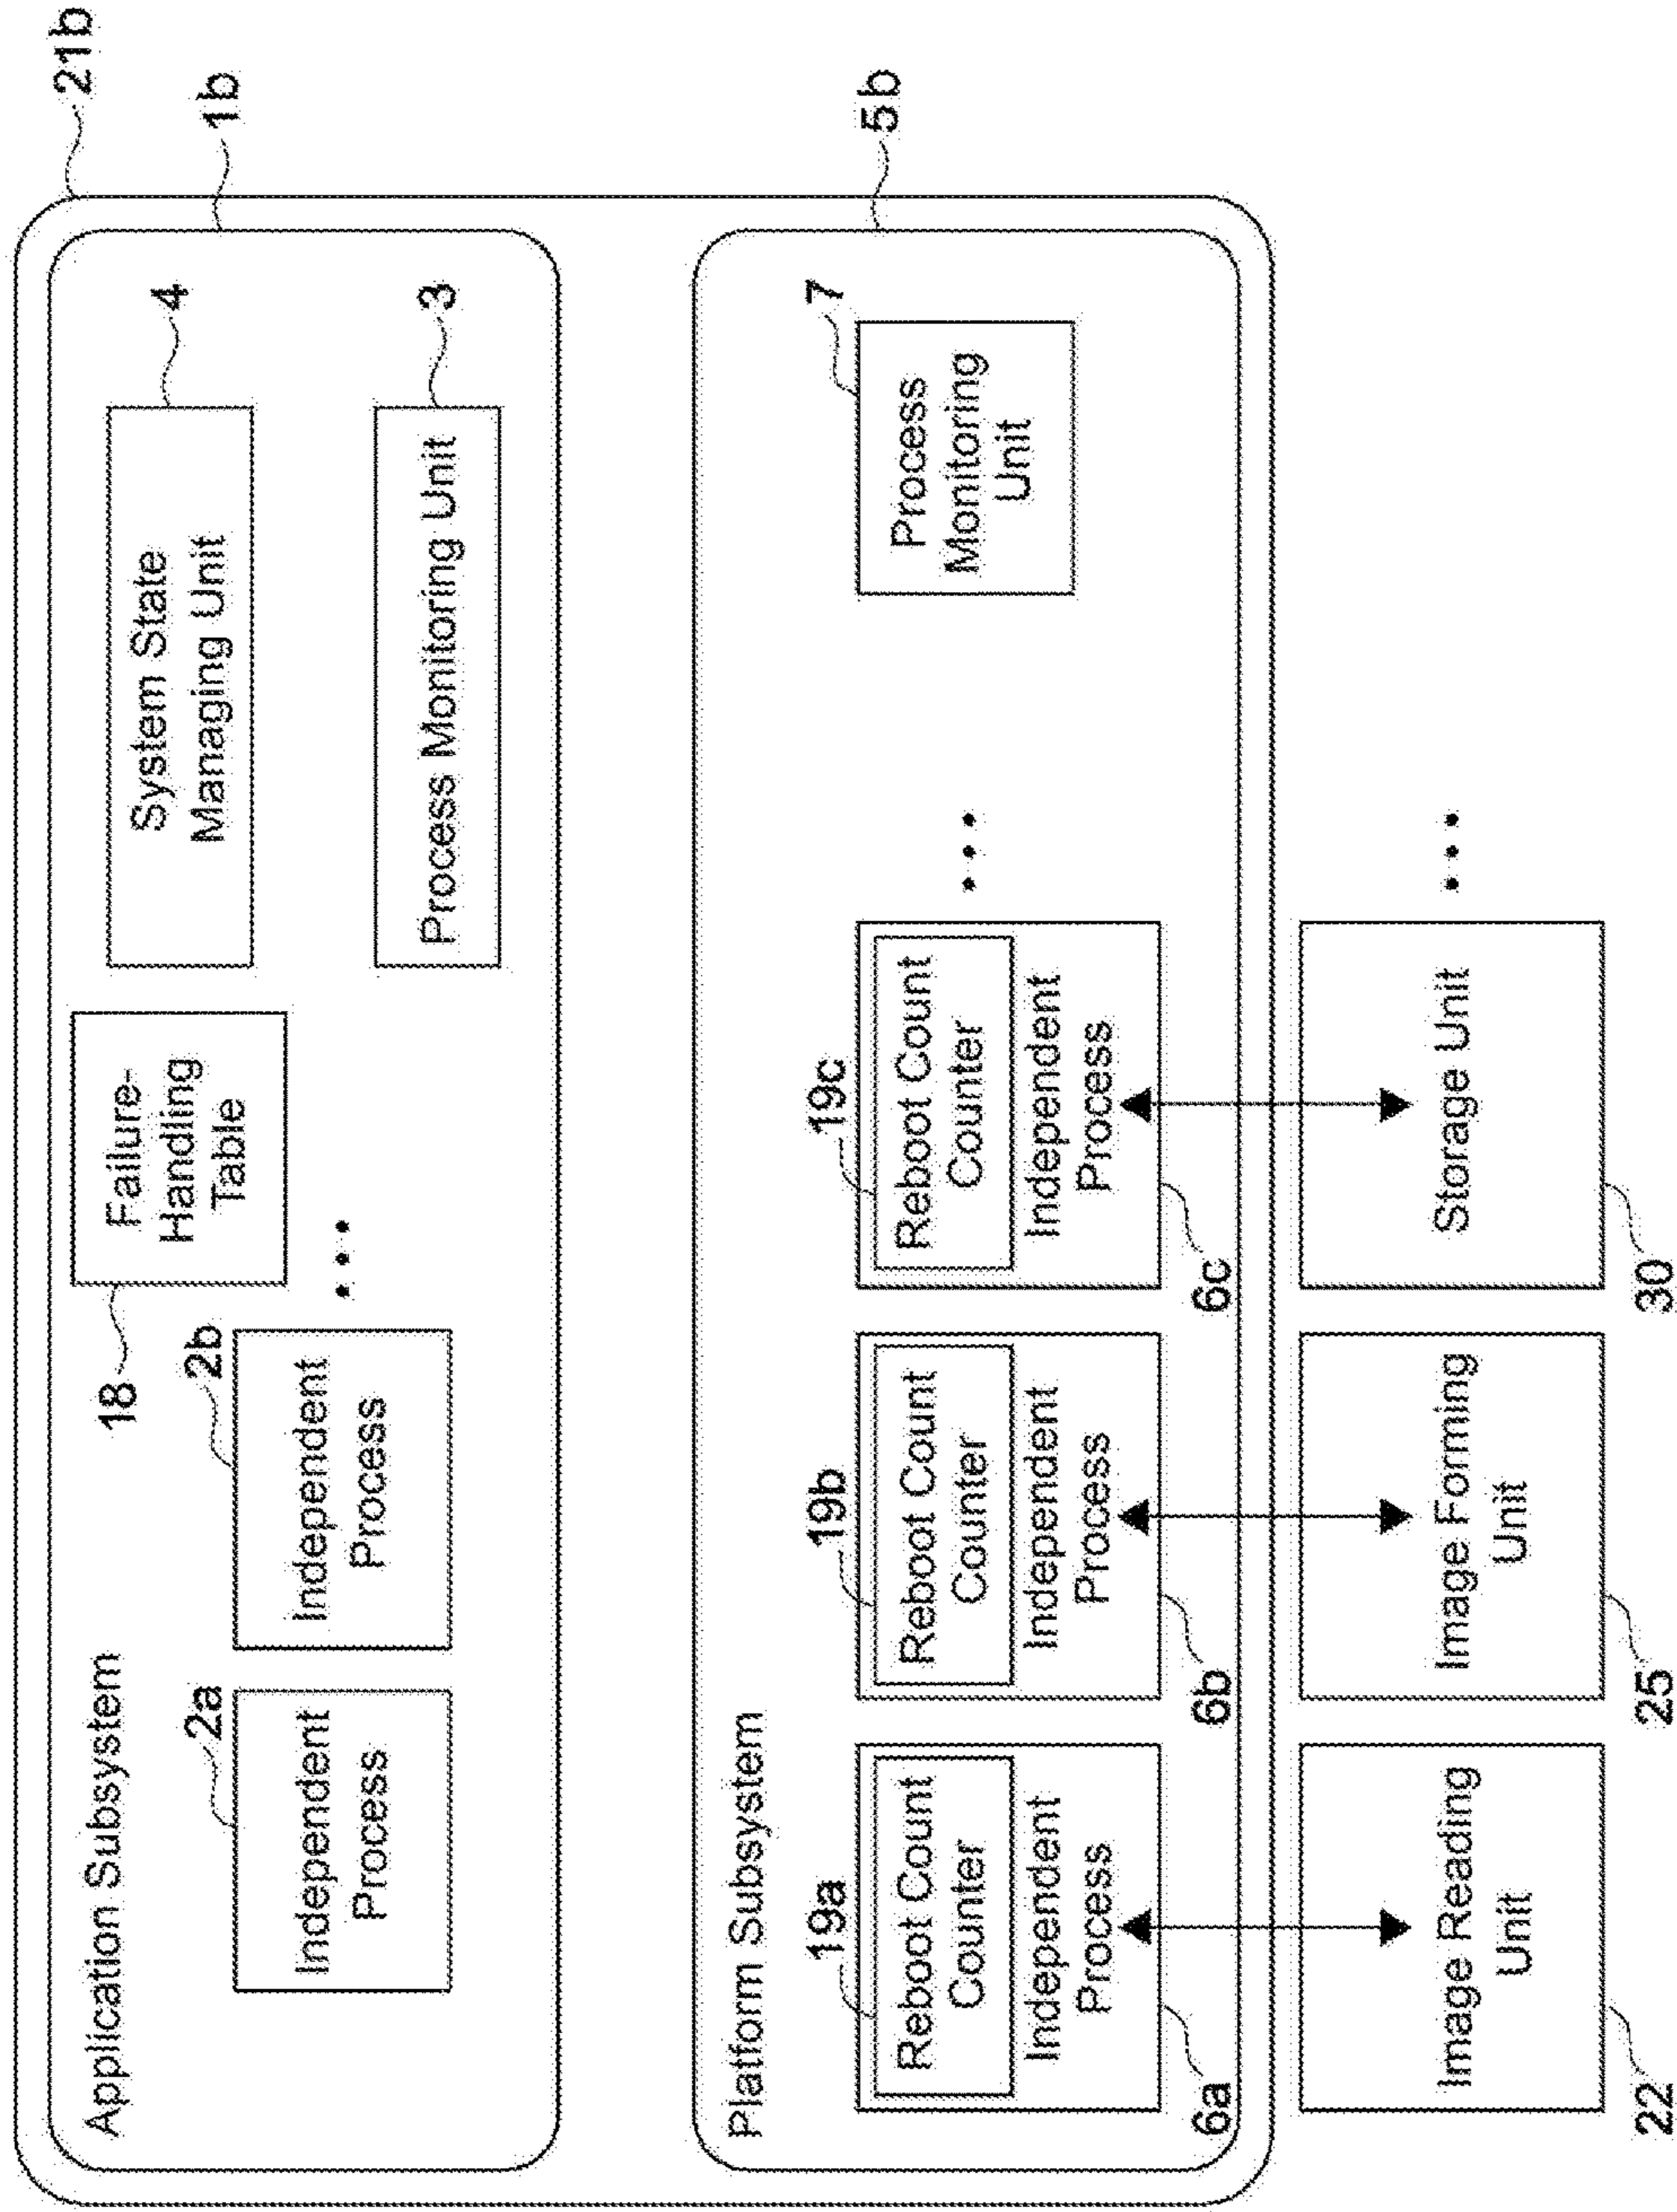 21b
1b
Application Subsystem
18
Failure-
Handling
Table
4
System State
Managing Unit
2a
Independent
Process
2b
Independent
Process
...
3
Process Monitoring Unit
5b
Platform Subsystem
19a
Reboot Count
Counter
Independent
Process
6a
19b
Reboot Count
Counter
Independent
Process
6b
19c
Reboot Count
Counter
Independent
Process
6c
...
7
Process
Monitoring
Unit
Image Reading
Unit
22
Image Forming
Unit
25
Storage Unit
30
...